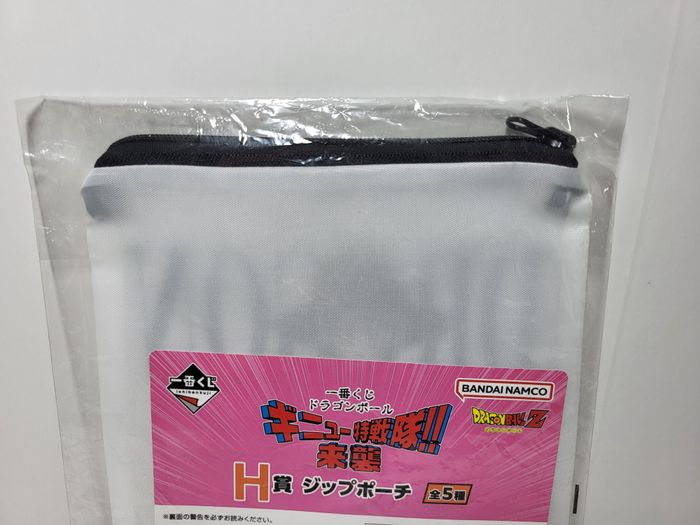 一番くじ
ichibankuji
一番くじ
ドラゴンボール
ギニュー特戦隊!!
来襲
BANDAI NAMCO
DRAGONBALL Z
H賞 ジップポーチ 全5種
※裏面の警告を必ずお読みください。